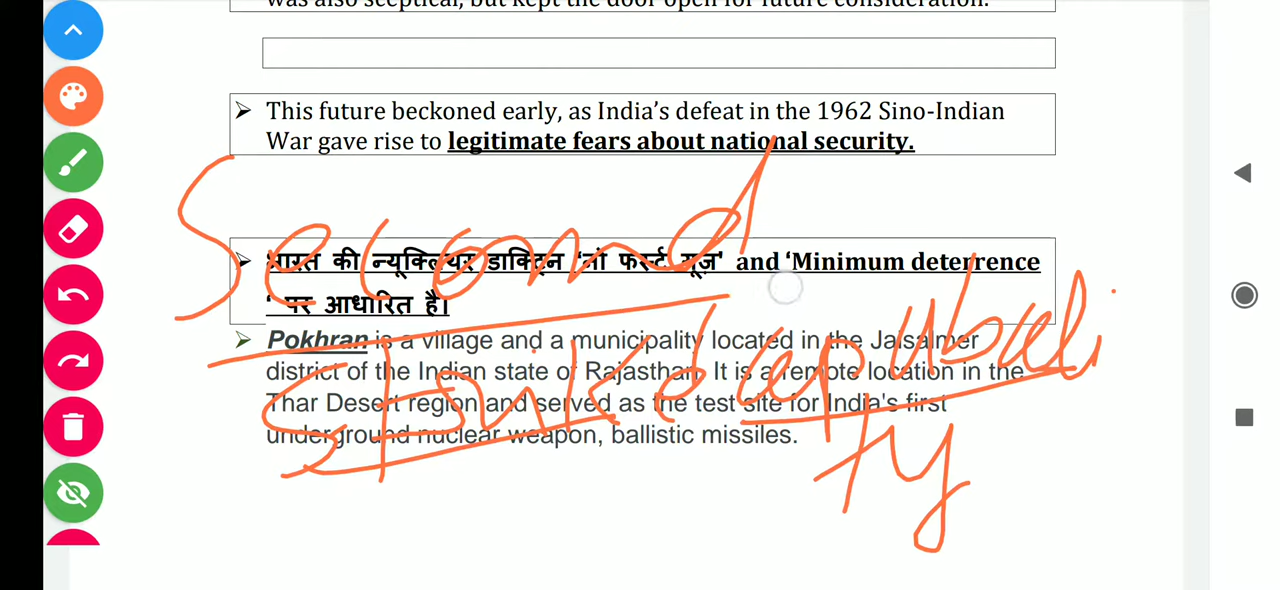 was also sceptical, but kept the door open for future consideration.
➢ This future beckoned early, as India's defeat in the 1962 Sino-Indian
War gave rise to legitimate fears about national security.
भारत की न्यूक्लियर डाक्ट्रिन 'नो फर्स्ट यूज़' and 'Minimum deterrence
' पर आधारित है।
➢ Pokhran is a village and a municipality located in the Jaisalmer
district of the Indian state of Rajasthan. It is a remote location in the
Thar Desert region and served as the test site for India's first
underground nuclear weapon, ballistic missiles.
Second